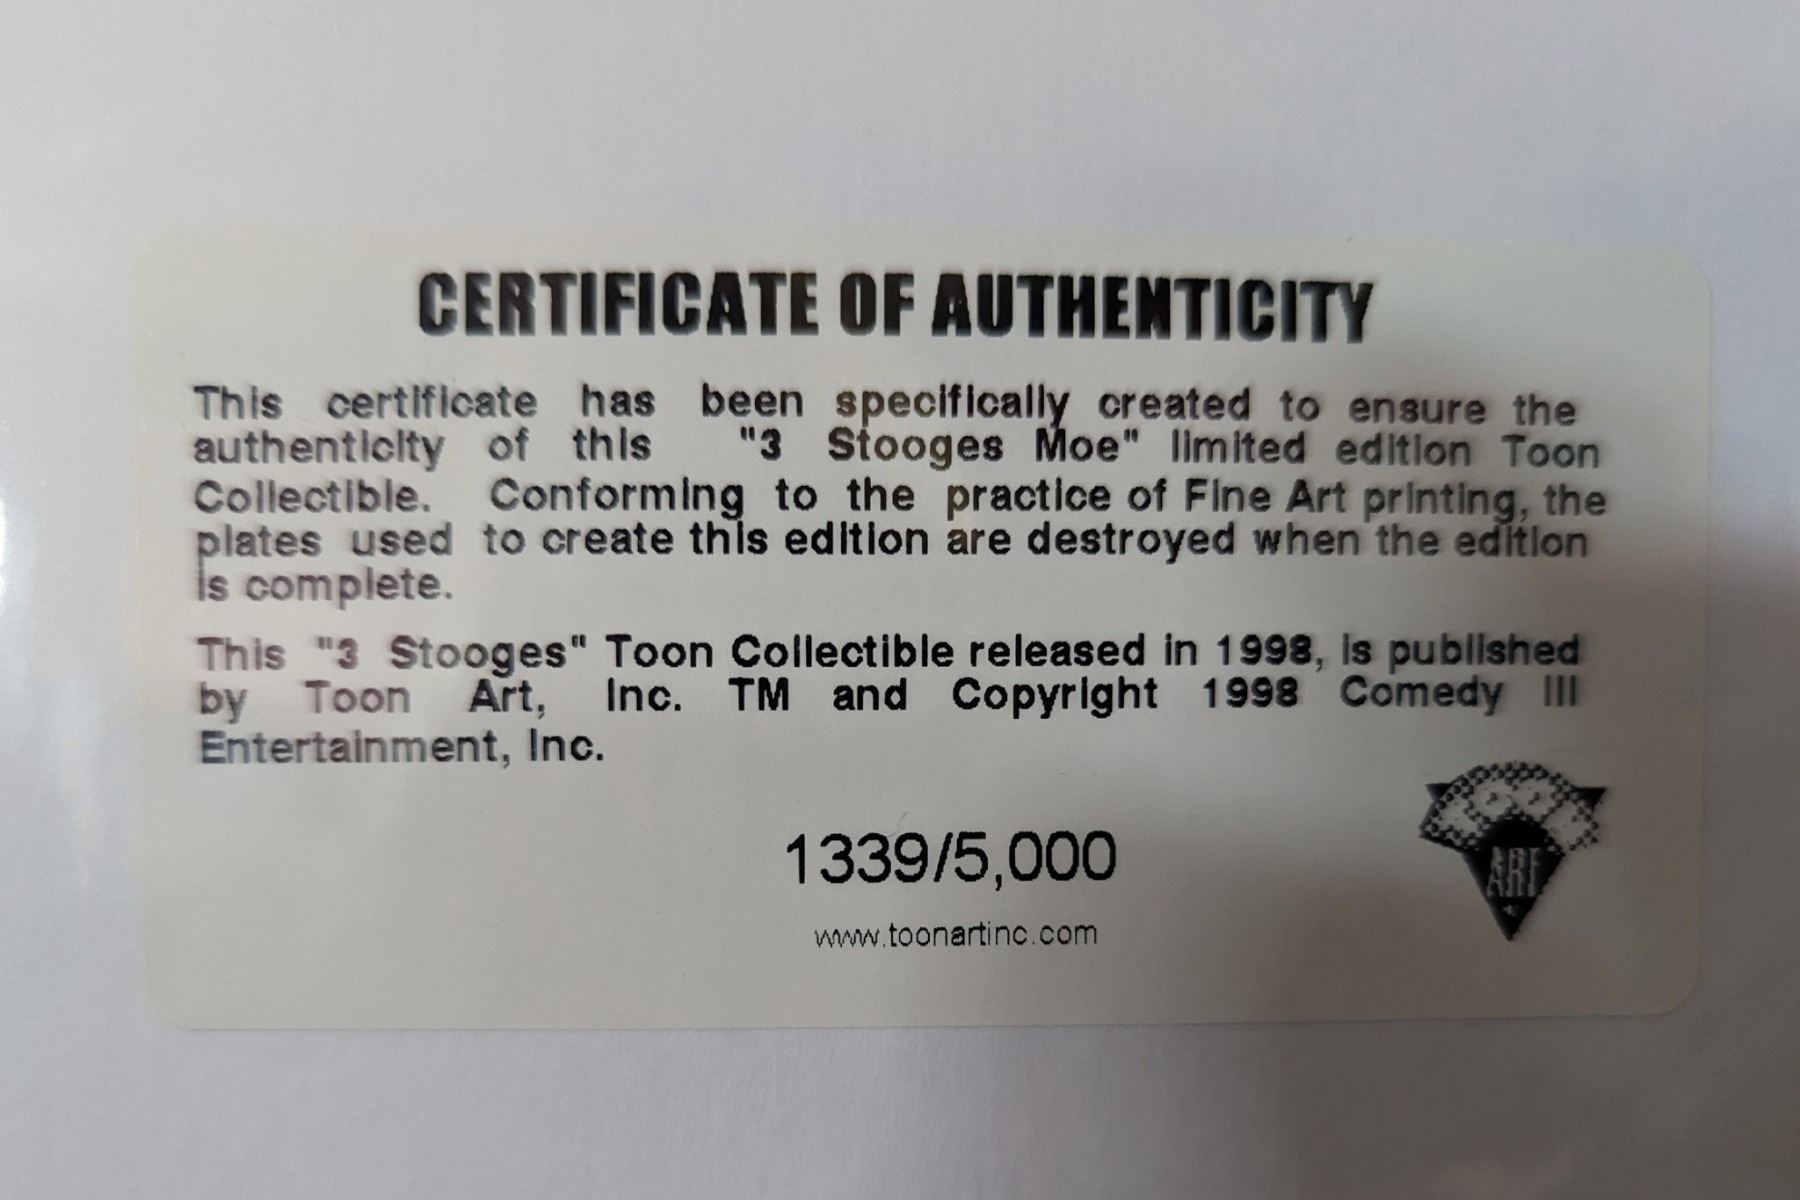 CERTIFICATE OF AUTHENTICITY
This certificate has been specifically created to ensure the
authenticity of this "3 Stooges Moe" limited edition Toon
Collectible. Conforming to the practice of Fine Art printing, the
plates used to create this edition are destroyed when the edition
is complete.
This "3 Stooges" Toon Collectible released in 1998, is published
by Toon Art, Inc. TM and Copyright 1998 Comedy III
Entertainment, Inc.
1339/5,000
ART
www.toonartinc.com